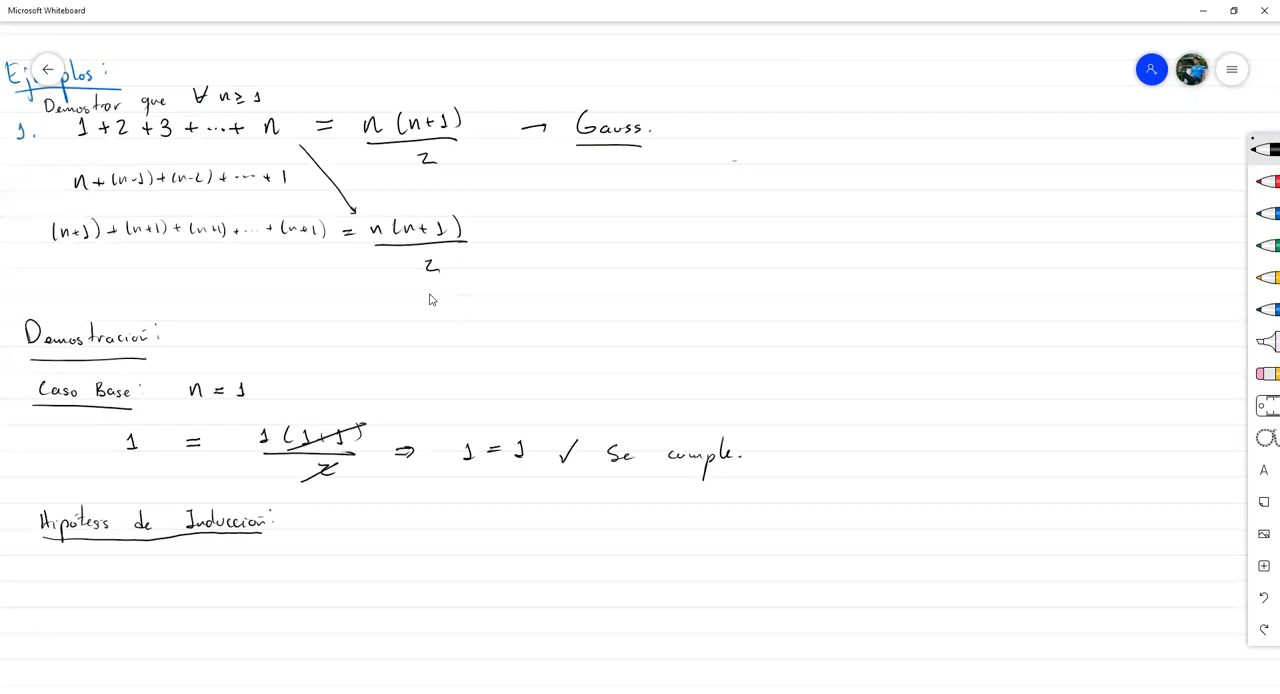 Microsoft Whiteboard
Ejemplos:
Demostrar que ∀ n ≥ 1
1. 1 + 2 + 3 + ... + n = n(n+1)/2 → Gauss.
n + (n-1) + (n-2) + ... + 1
(n+1) + (n+1) + (n+1) + ... + (n+1) = n(n+1)/2
Demostración:
Caso Base: n = 1
1 = 1(1+1)/2 ⇒ 1 = 1 ✓ Se cumple.
Hipótesis de Inducción:
A